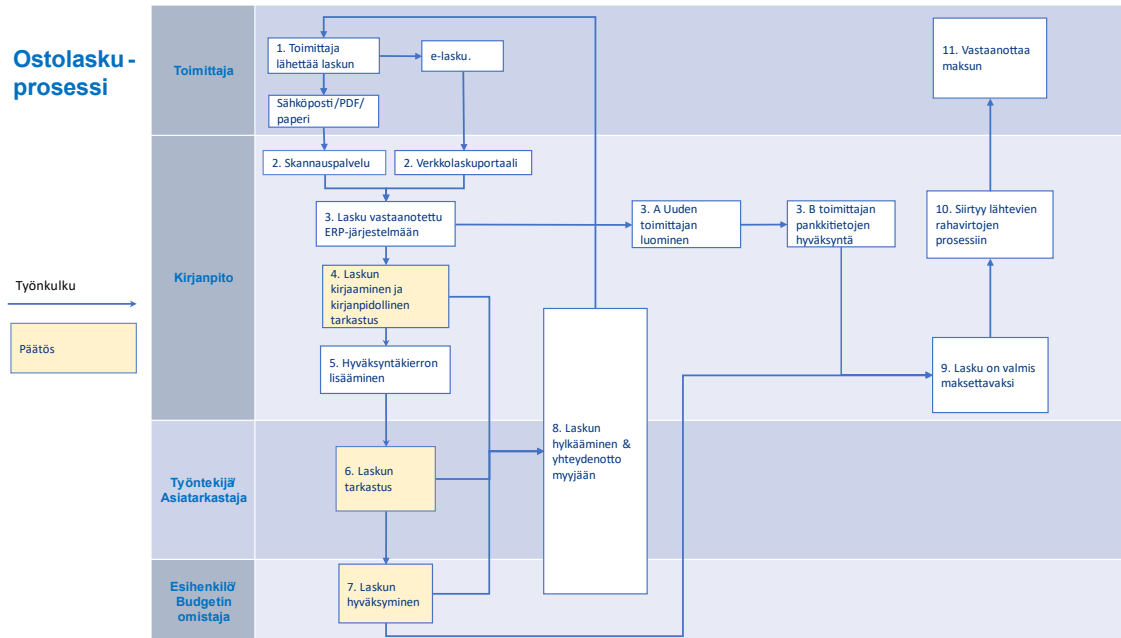 Ostolasku -
prosessi
Työnkulku
Päätös
Toimittaja
1. Toimittaja
lähettää laskun
e-lasku.
Sähköposti/PDF/
paperi
11. Vastaanottaa
maksun
Kirjanpito
2. Skannauspalvelu
2. Verkkolaskuportaali
3. Lasku vastaanotettu
ERP-järjestelmään
3. A Uuden
toimittajan
luominen
3. B toimittajan
pankkitietojen
hyväksyntä
10. Siirtyy lähtevien
rahavirtojen
prosessiin
4. Laskun
kirjaaminen ja
kirjanpidollinen
tarkastus
5. Hyväksyntäkierron
lisääminen
9. Lasku on valmis
maksettavaksi
8. Laskun
hylkääminen &
yhteydenotto
myyjään
Työntekijä/
Asiatarkastaja
6. Laskun
tarkastus
Esihenkilö/
Budgetin
omistaja
7. Laskun
hyväksyminen